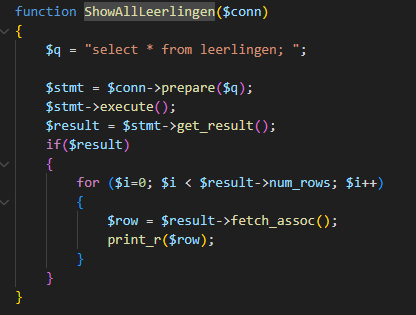 function ShowAllLeerlingen($conn)
{
    $q = "select * from leerlingen; ";

    $stmt = $conn->prepare($q);
    $stmt->execute();
    $result = $stmt->get_result();
    if($result)
    {
        for ($i=0; $i < $result->num_rows; $i++)
        {
            $row = $result->fetch_assoc();
            print_r($row);
        }
    }
}